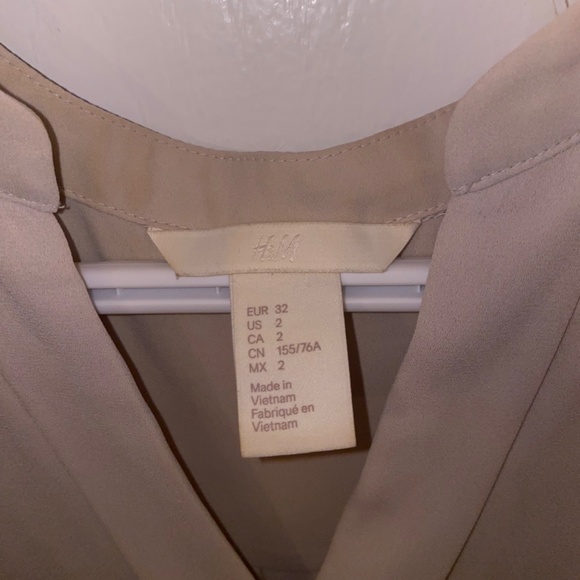 H&M
EUR 32
US 2
CA 2
CN 155/76A
MX 2
Made in
Vietnam
Fabriqué en
Vietnam